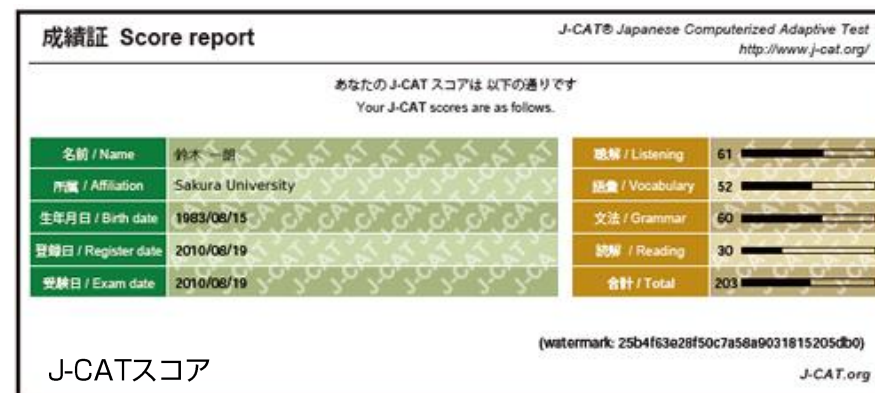 成績証 Score report
J-CAT® Japanese Computerized Adaptive Test
http://www.j-cat.org/
あなたの J-CAT スコアは 以下の通りです
Your J-CAT scores are as follows.
名前 / Name 鈴木 一朗
所属 / Affiliation Sakura University
生年月日 / Birth date 1983/08/15
登録日 / Register date 2010/08/19
受験日 / Exam date 2010/08/19
聴解 / Listening 61
語彙 / Vocabulary 52
文法 / Grammar 60
読解 / Reading 30
合計 / Total 203
(watermark: 25b4f63e28f50c7a58a9031815205db0)
J-CATスコア
J-CAT.org